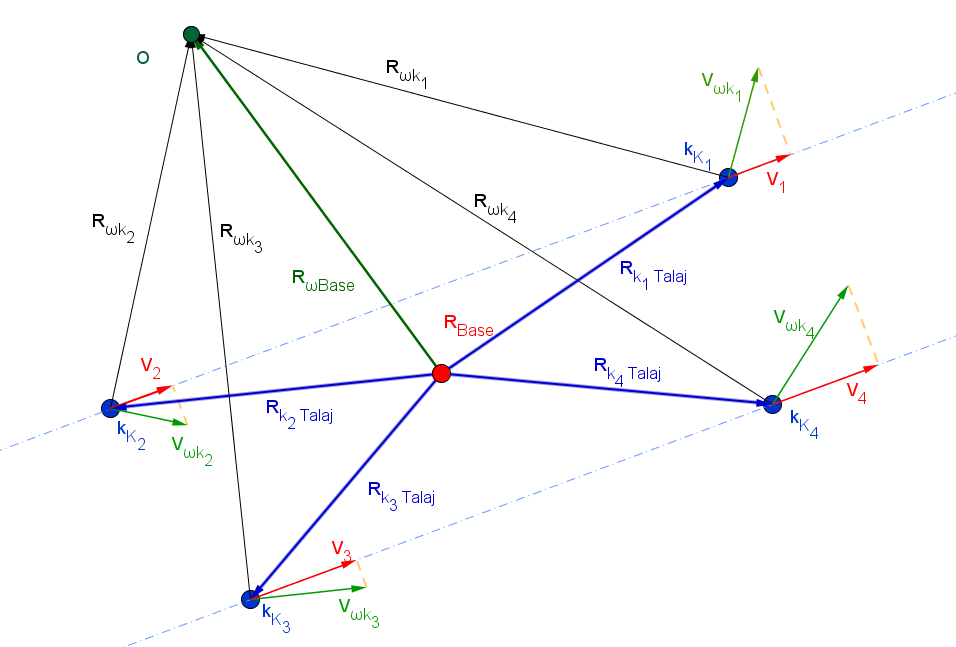 O
Rωk1
Vωk1
kK1
V1
Rωk2
Rωk3
Rωk4
RωBase
Rk1 Talaj
Vωk4
RBase
V2
Rk4 Talaj
V4
Rk2 Talaj
kK2
Vωk2
kK4
Rk3 Talaj
V3
kK3
Vωk3